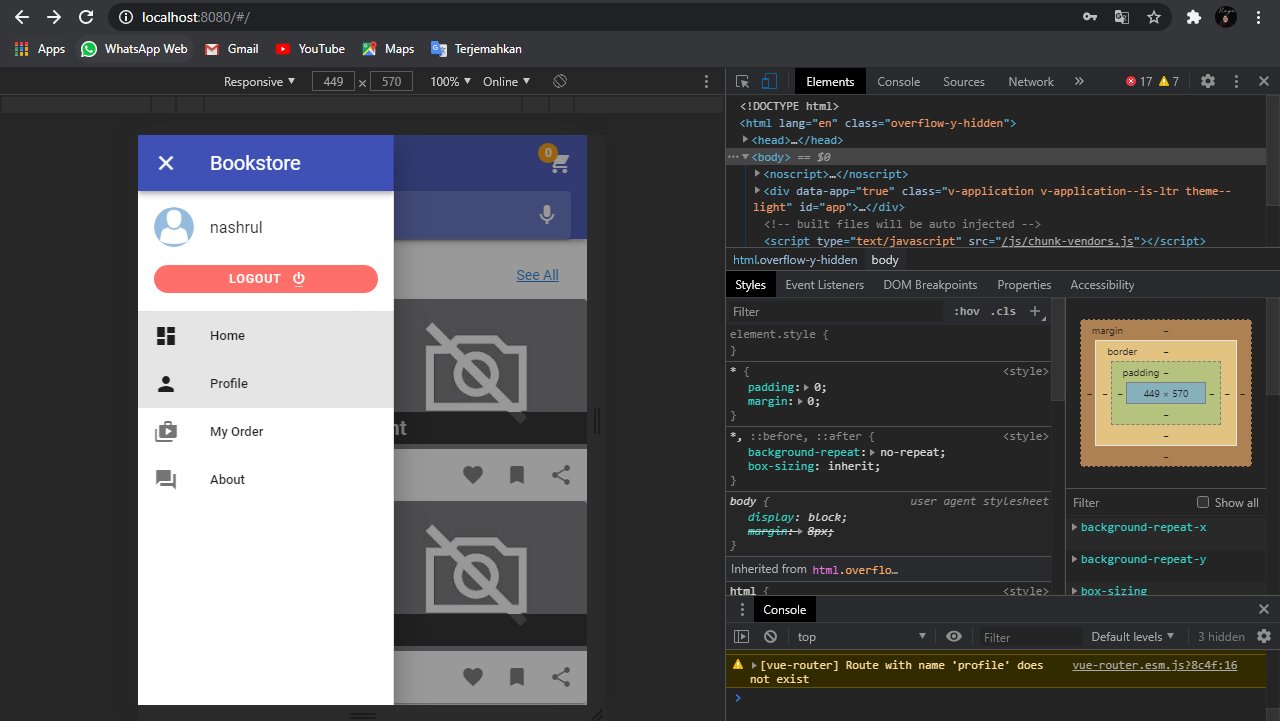 localhost:8080/#/
Apps WhatsApp Web Gmail YouTube Maps Terjemahkan
Responsive 449 × 570 100% Online
Bookstore
0
nashrul
LOGOUT
See All
Home
Profile
nt
My Order
About
Elements Console Sources Network » 17 7
<!DOCTYPE html>
<html lang="en" class="overflow-y-hidden">
<head>…</head>
<body> == $0
<noscript>…</noscript>
<div data-app="true" class="v-application v-application--is-ltr theme--
light" id="app">…</div>
<!-- built files will be auto injected -->
<script type="text/javascript" src="/js/chunk-vendors.js"></script>
html.overflow-y-hidden body
Styles Event Listeners DOM Breakpoints Properties Accessibility
Filter :hov .cls +
element.style {
}
* { <style>
padding: 0;
margin: 0;
}
*, ::before, ::after { <style>
background-repeat: no-repeat;
box-sizing: inherit;
}
body { user agent stylesheet
display: block;
margin: 8px;
}
Inherited from html.overflo…
html { <style>
margin –
border –
padding –
– – – 449 × 570 – – –
–
–
–
Filter Show all
background-repeat-x
background-repeat-y
box-sizing
Console
top Filter Default levels 3 hidden
[vue-router] Route with name 'profile' does vue-router.esm.js?8c4f:16
not exist